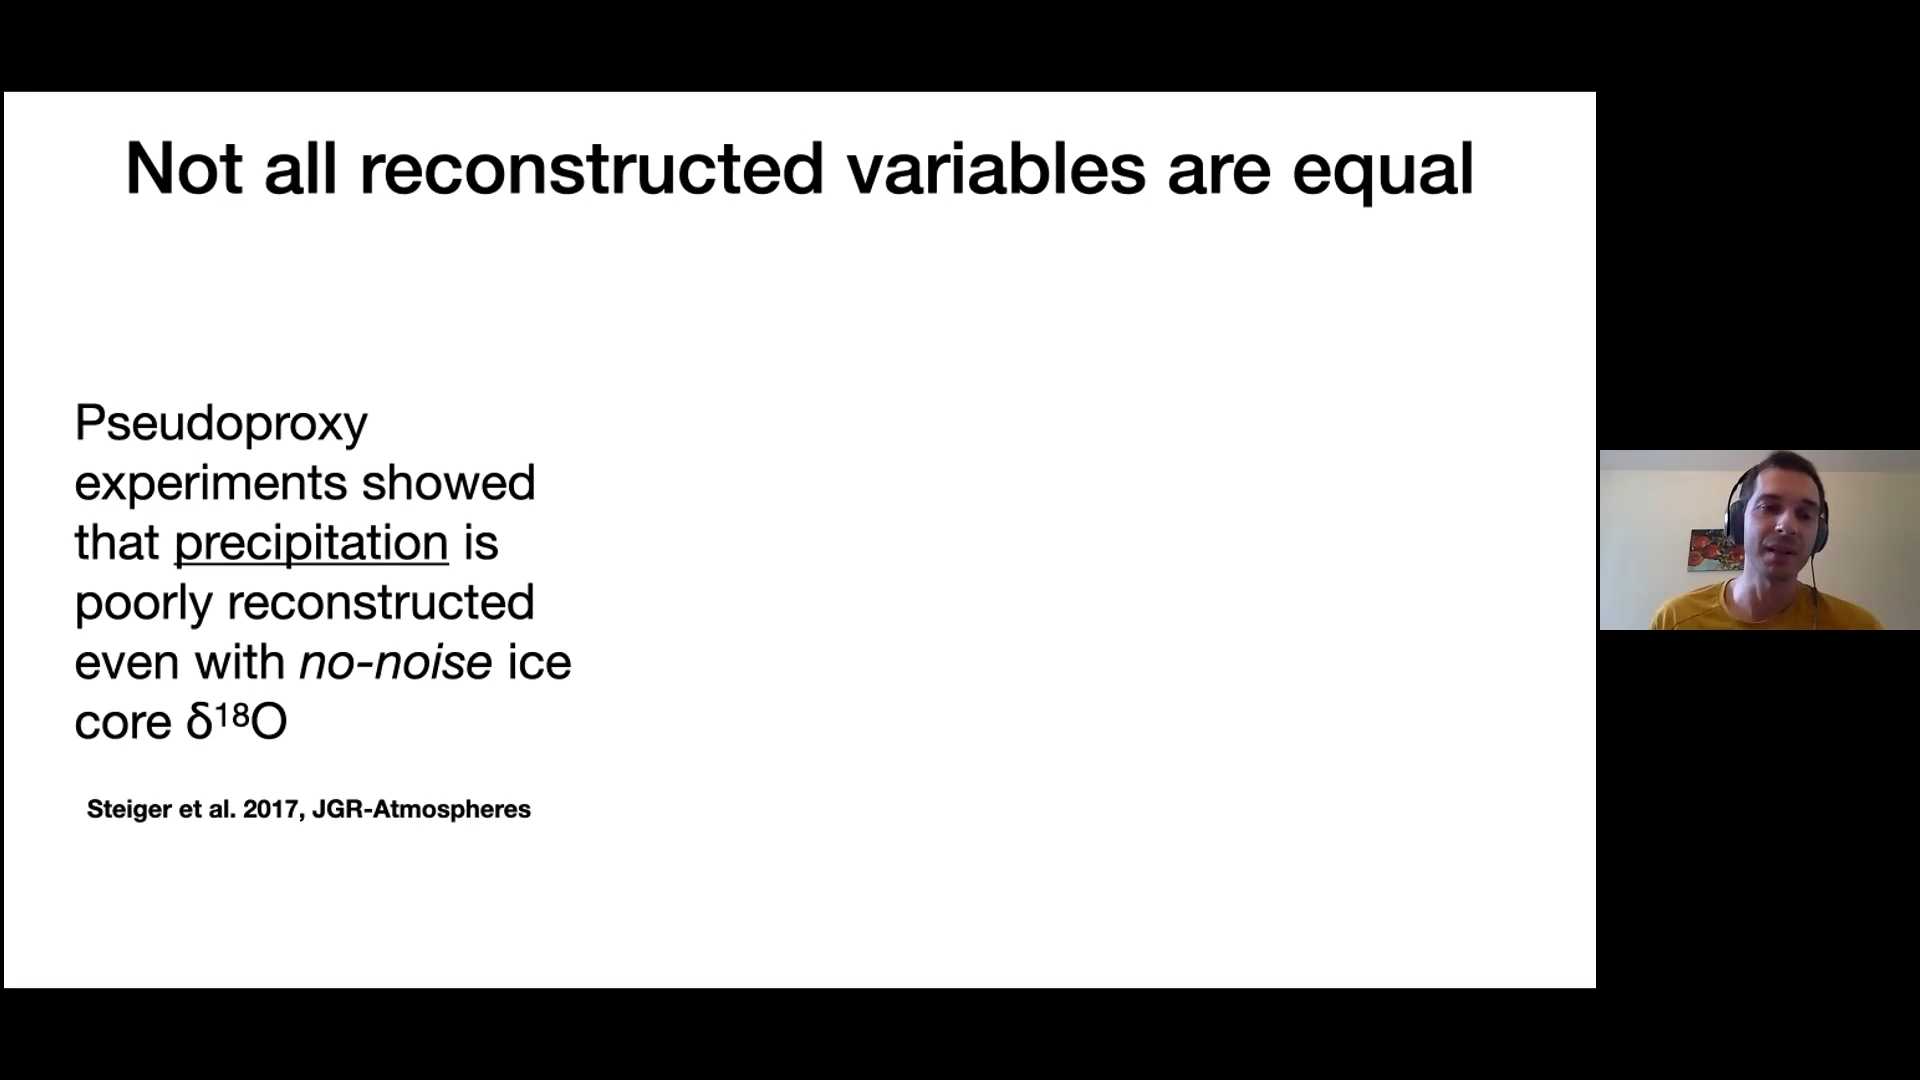 Not all reconstructed variables are equal
Pseudoproxy
experiments showed
that precipitation is
poorly reconstructed
even with no-noise ice
core δ¹⁸O
Steiger et al. 2017, JGR-Atmospheres